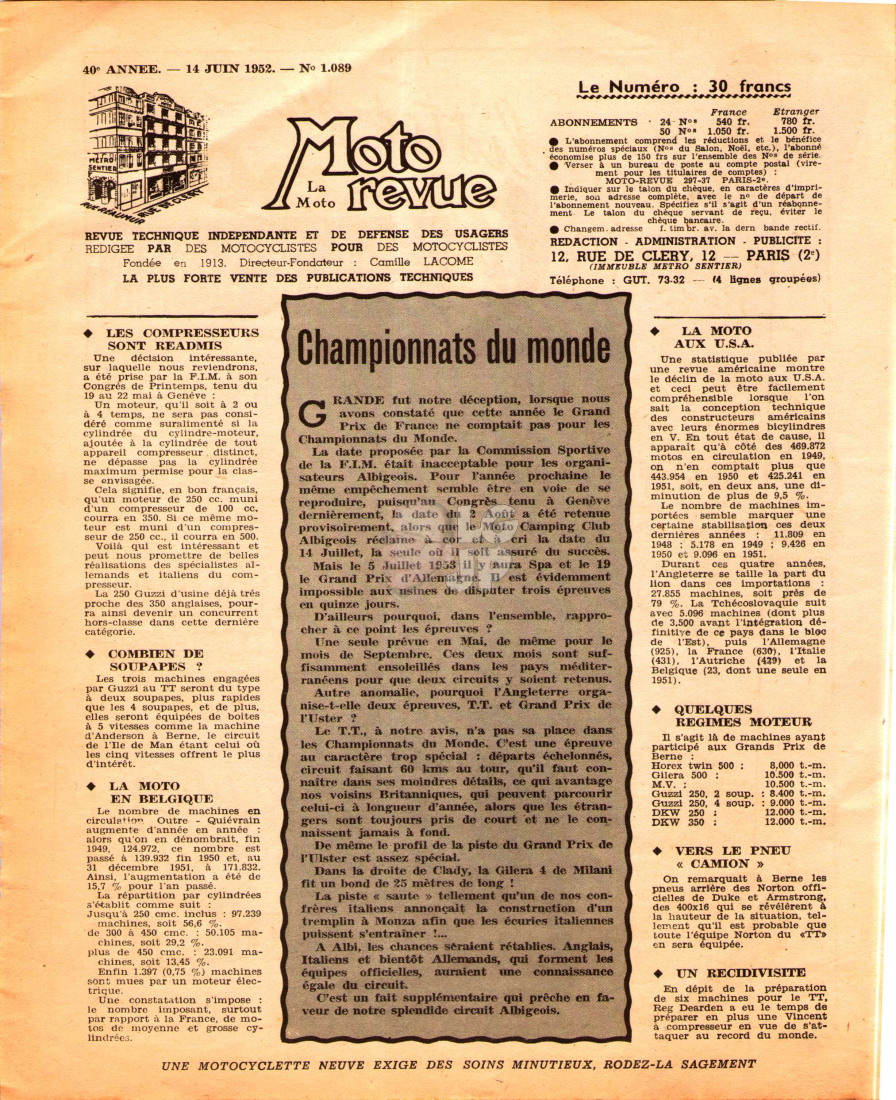 40e ANNEE. — 14 JUIN 1952. — No 1.089
METRO
SENTIER
RUE REAUMUR
RUE DE CLERY
La
Moto
Moto
revue
REVUE TECHNIQUE INDEPENDANTE ET DE DEFENSE DES USAGERS
REDIGEE PAR DES MOTOCYCLISTES POUR DES MOTOCYCLISTES
Fondée en 1913. Directeur-Fondateur : Camille LACOME
LA PLUS FORTE VENTE DES PUBLICATIONS TECHNIQUES
Le Numéro : 30 francs
France Etranger
ABONNEMENTS · 24 Nos 540 fr. 780 fr.
50 Nos 1.050 fr. 1.500 fr.
● L'abonnement comprend les réductions et le bénéfice
des numéros spéciaux (Nos du Salon, Noël, etc.), l'abonné
économise plus de 150 frs sur l'ensemble des Nos de série.
● Verser à un bureau de poste au compte postal (vire-
ment pour les titulaires de comptes) :
MOTO-REVUE 297-37 PARIS-2e.
● Indiquer sur le talon du chèque, en caractères d'impri-
merie, son adresse complète, avec le no de départ de
l'abonnement nouveau. Spécifiez s'il s'agit d'un réabonne-
ment. Le talon du chèque servant de reçu, éviter le
chèque bancaire.
● Changem. adresse f. timbr. av. la dern bande rectif.
REDACTION - ADMINISTRATION - PUBLICITE :
12, RUE DE CLERY, 12 — PARIS (2e)
(IMMEUBLE METRO SENTIER)
Téléphone : GUT. 73-32 — (4 lignes groupées)
◆ LES COMPRESSEURS
SONT READMIS
Une décision intéressante,
sur laquelle nous reviendrons,
a été prise par la F.I.M. à son
Congrés de Printemps, tenu du
19 au 22 mai à Genève :
Un moteur, qu'il soit à 2 ou
à 4 temps, ne sera pas consi-
déré comme suralimenté si la
cylindrée du cylindre-moteur,
ajoutée à la cylindrée de tout
appareil compresseur distinct,
ne dépasse pas la cylindrée
maximum permise pour la clas-
se envisagée.
Cela signifie, en bon français,
qu'un moteur de 250 cc. muni
d'un compresseur de 100 cc.
courra en 350. Si ce même mo-
teur est muni d'un compres-
seur de 250 cc., il courra en 500.
Voilà qui est intéressant et
peut nous promettre de belles
réalisations des spécialistes al-
lemands et italiens du com-
presseur.
La 250 Guzzi d'usine déjà très
proche des 350 anglaises, pour-
ra ainsi devenir un concurrent
hors-classe dans cette dernière
catégorie.
◆ COMBIEN DE
SOUPAPES ?
Les trois machines engagées
par Guzzi au TT seront du type
à deux soupapes, plus rapides
que les 4 soupapes, et de plus,
elles seront équipées de boîtes
à 5 vitesses comme la machine
d'Anderson à Berne, le circuit
de l'Ile de Man étant celui où
les cinq vitesses offrent le plus
d'intérêt.
◆ LA MOTO
EN BELGIQUE
Le nombre de machines en
circulation Outre - Quiévrain
augmente d'année en année :
alors qu'on en dénombrait, fin
1949, 124.972, ce nombre est
passé à 139.932 fin 1950 et, au
31 décembre 1951, à 171.832.
Ainsi, l'augmentation a été de
15,7 % pour l'an passé.
La répartition par cylindrées
s'établit comme suit :
Jusqu'à 250 cmc. inclus : 97.239
machines, soit 56,6 %.
de 300 à 450 cmc. : 50.105 ma-
chines, soit 29,2 %.
plus de 450 cmc. : 23.091 ma-
chines, soit 13,45 %.
Enfin 1.397 (0,75 %) machines
sont mues par un moteur élec-
trique.
Une constatation s'impose :
le nombre imposant, surtout
par rapport à la France, de mo-
tos de moyenne et grosse cy-
lindrées.
Championnats du monde
GRANDE fut notre déception, lorsque nous
avons constaté que cette année le Grand
Prix de France ne comptait pas pour les
Championnats du Monde.
La date proposée par la Commission Sportive
de la F.I.M. était inacceptable pour les organi-
sateurs Albigeois. Pour l'année prochaine le
même empêchement semble être en voie de se
reproduire, puisqu'au Congrès tenu à Genève
dernièrement, la date du 2 Août a été retenue
provisoirement, alors que le Moto Camping Club
Albigeois réclame à cor et à cri la date du
14 Juillet, la seule où il soit assuré du succès.
Mais le 5 Juillet 1953 il y aura Spa et le 19
le Grand Prix d'Allemagne. Il est évidemment
impossible aux usines de disputer trois épreuves
en quinze jours.
D'ailleurs pourquoi, dans l'ensemble, rappro-
cher à ce point les épreuves ?
Une seule prévue en Mai, de même pour le
mois de Septembre. Ces deux mois sont suf-
fisamment ensoleillés dans les pays méditer-
ranéens pour que deux circuits y soient retenus.
Autre anomalie, pourquoi l'Angleterre orga-
nise-t-elle deux épreuves, T.T. et Grand Prix de
l'Uster ?
Le T.T., à notre avis, n'a pas sa place dans
les Championnats du Monde. C'est une épreuve
au caractère trop spécial : départs échelonnés,
circuit faisant 60 kms au tour, qu'il faut con-
naître dans ses moindres détails, ce qui avantage
nos voisins Britanniques, qui peuvent parcourir
celui-ci à longueur d'année, alors que les étran-
gers sont toujours pris de court et ne le con-
naissent jamais à fond.
De même le profil de la piste du Grand Prix de
l'Ulster est assez spécial.
Dans la droite de Clady, la Gilera 4 de Milani
fit un bond de 25 mètres de long !
La piste « saute » tellement qu'un de nos con-
frères italiens annonçait la construction d'un
tremplin à Monza afin que les écuries italiennes
puissent s'entraîner !...
A Albi, les chances seraient rétablies. Anglais,
Italiens et bientôt Allemands, qui forment les
équipes officielles, auraient une connaissance
égale du circuit.
C'est un fait supplémentaire qui prêche en fa-
veur de notre splendide circuit Albigeois.
◆ LA MOTO
AUX U.S.A.
Une statistique publiée par
une revue américaine montre
le déclin de la moto aux U.S.A.
et ceci peut être facilement
compréhensible lorsque l'on
sait la conception technique
des constructeurs américains
avec leurs énormes bicylindres
en V. En tout état de cause, il
apparaît qu'à côté des 469.872
motos en circulation en 1949,
on n'en comptait plus que
443.954 en 1950 et 425.241 en
1951, soit, en deux ans, une di-
minution de plus de 9,5 %.
Le nombre de machines im-
portées semble marquer une
certaine stabilisation ces deux
dernières années : 11.809 en
1948 ; 5.178 en 1949 ; 9.426 en
1950 et 9.096 en 1951.
Durant ces quatre années,
l'Angleterre se taille la part du
lion dans ces importations :
27.855 machines, soit près de
79 %. La Tchécoslovaquie suit
avec 5.096 machines (dont plus
de 3.500 avant l'intégration dé-
finitive de ce pays dans le bloc
de l'Est), puis l'Allemagne
(925), la France (630), l'Italie
(431), l'Autriche (429) et la
Belgique (23, dont une seule en
1951).
◆ QUELQUES
REGIMES MOTEUR
Il s'agit là de machines ayant
participé aux Grands Prix de
Berne :
Horex twin 500 : 8.000 t.-m.
Gilera 500 : 10.500 t.-m.
M.V. : 10.500 t.-m.
Guzzi 250, 2 soup. : 8.400 t.-m.
Guzzi 250, 4 soup. : 9.000 t.-m.
DKW 250 : 12.000 t.-m.
DKW 350 : 12.000 t.-m.
◆ VERS LE PNEU
« CAMION »
On remarquait à Berne les
pneus arrière des Norton offi-
cielles de Duke et Armstrong,
des 400x16 qui se révélèrent à
la hauteur de la situation, tel-
lement qu'il est probable que
toute l'équipe Norton du «TT»
en sera équipée.
◆ UN RECIDIVISTE
En dépit de la préparation
de six machines pour le TT,
Reg Dearden a eu le temps de
préparer en plus une Vincent
à compresseur en vue de s'at-
taquer au record du monde.
UNE MOTOCYCLETTE NEUVE EXIGE DES SOINS MINUTIEUX, RODEZ-LA SAGEMENT